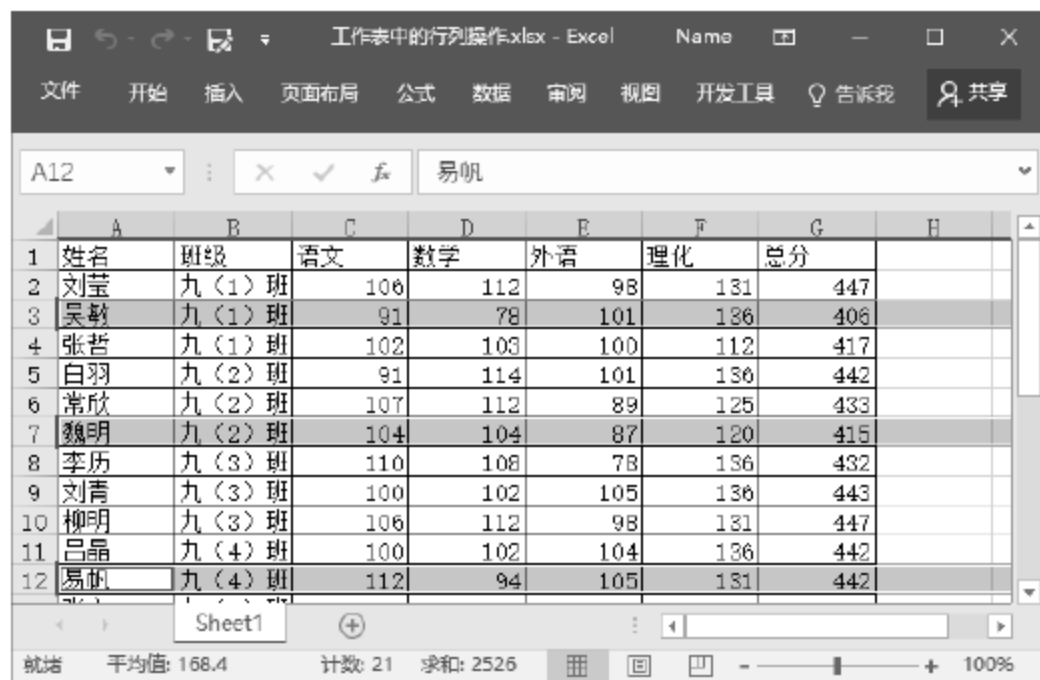 工作表中的行列操作.xlsx - Excel Name
文件 开始 插入 页面布局 公式 数据 审阅 视图 开发工具 告诉我 共享
A12 fx 易帆
A B C D E F G H
1 姓名 班级 语文 数学 外语 理化 总分
2 刘莹 九（1）班 106 112 98 131 447
3 吴敏 九（1）班 91 78 101 136 406
4 张哲 九（1）班 102 103 100 112 417
5 白羽 九（2）班 91 114 101 136 442
6 常欣 九（2）班 107 112 89 125 433
7 魏明 九（2）班 104 104 87 120 415
8 李历 九（3）班 110 108 78 136 432
9 刘青 九（3）班 100 102 105 136 443
10 柳明 九（3）班 106 112 98 131 447
11 吕晶 九（4）班 100 102 104 136 442
12 易帆 九（4）班 112 94 105 131 442
Sheet1
就绪 平均值: 168.4 计数: 21 求和: 2526 100%